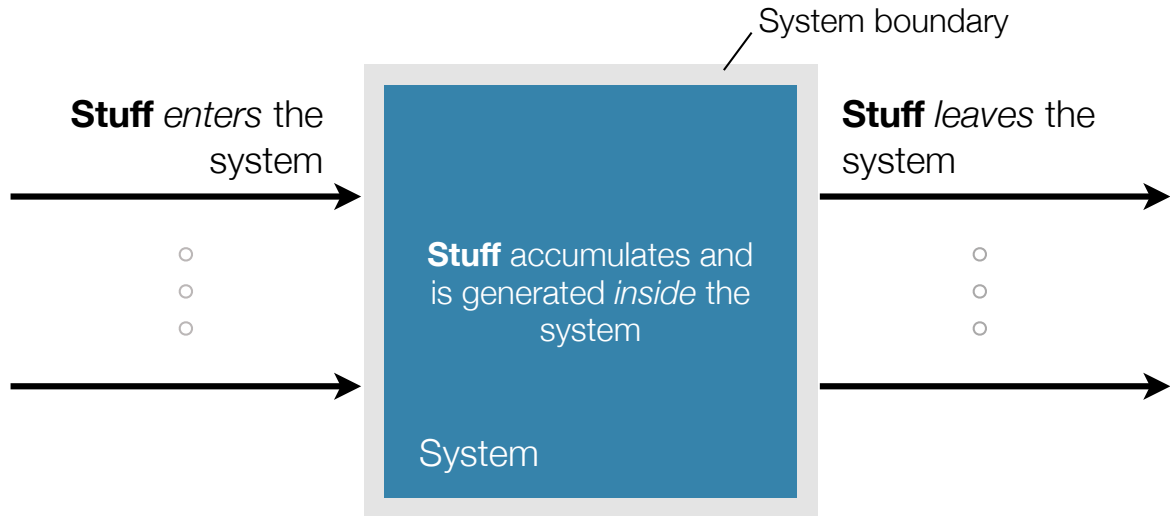 System boundary
Stuff enters the
system
Stuff leaves the
system
Stuff accumulates and
is generated inside the
system
System